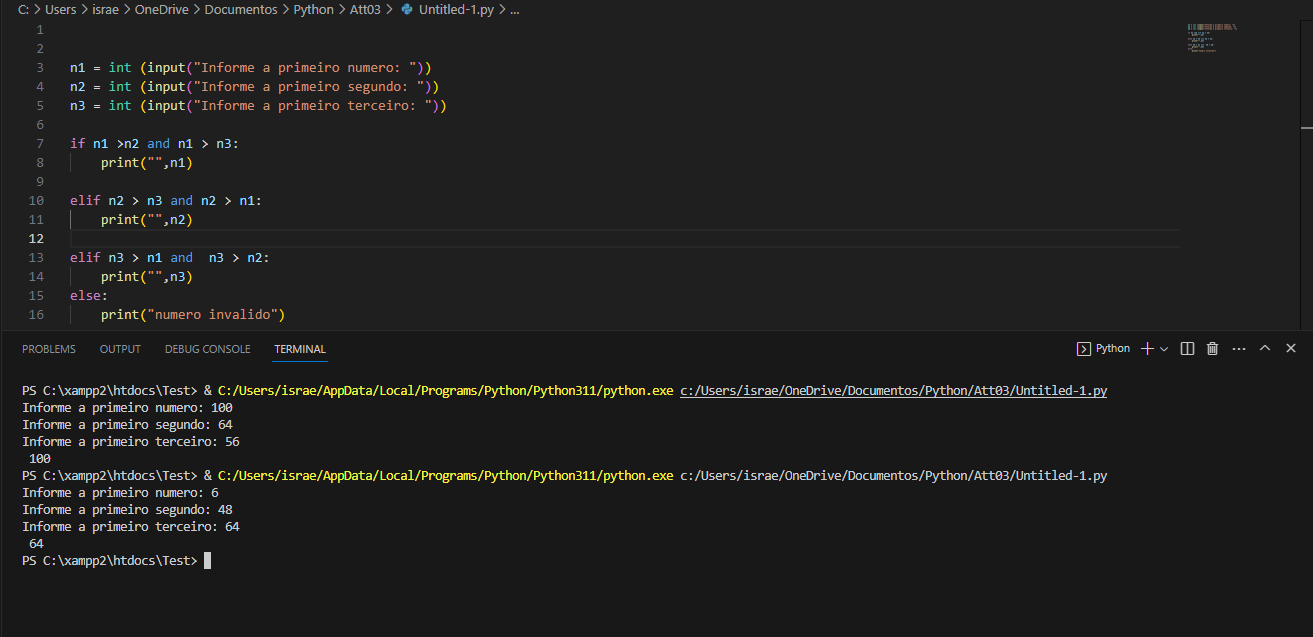 C: > Users > israe > OneDrive > Documentos > Python > Att03 > Untitled-1.py > ...
1
2
3 n1 = int (input("Informe a primeiro numero: "))
4 n2 = int (input("Informe a primeiro segundo: "))
5 n3 = int (input("Informe a primeiro terceiro: "))
6
7 if n1 >n2 and n1 > n3:
8     print("",n1)
9
10 elif n2 > n3 and n2 > n1:
11     print("",n2)
12
13 elif n3 > n1 and  n3 > n2:
14     print("",n3)
15 else:
16     print("numero invalido")
PROBLEMS OUTPUT DEBUG CONSOLE TERMINAL Python
PS C:\xampp2\htdocs\Test> & C:/Users/israe/AppData/Local/Programs/Python/Python311/python.exe c:/Users/israe/OneDrive/Documentos/Python/Att03/Untitled-1.py
Informe a primeiro numero: 100
Informe a primeiro segundo: 64
Informe a primeiro terceiro: 56
 100
PS C:\xampp2\htdocs\Test> & C:/Users/israe/AppData/Local/Programs/Python/Python311/python.exe c:/Users/israe/OneDrive/Documentos/Python/Att03/Untitled-1.py
Informe a primeiro numero: 6
Informe a primeiro segundo: 48
Informe a primeiro terceiro: 64
 64
PS C:\xampp2\htdocs\Test>